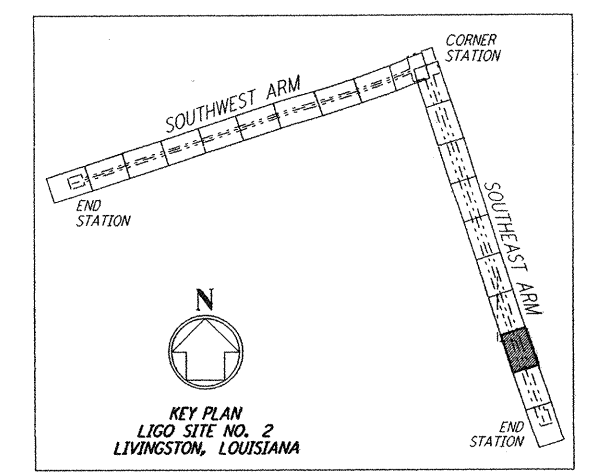 CORNER
STATION
SOUTHWEST ARM
END
STATION
SOUTHEAST ARM
N
KEY PLAN
LIGO SITE NO. 2
LIVINGSTON, LOUISIANA
END
STATION